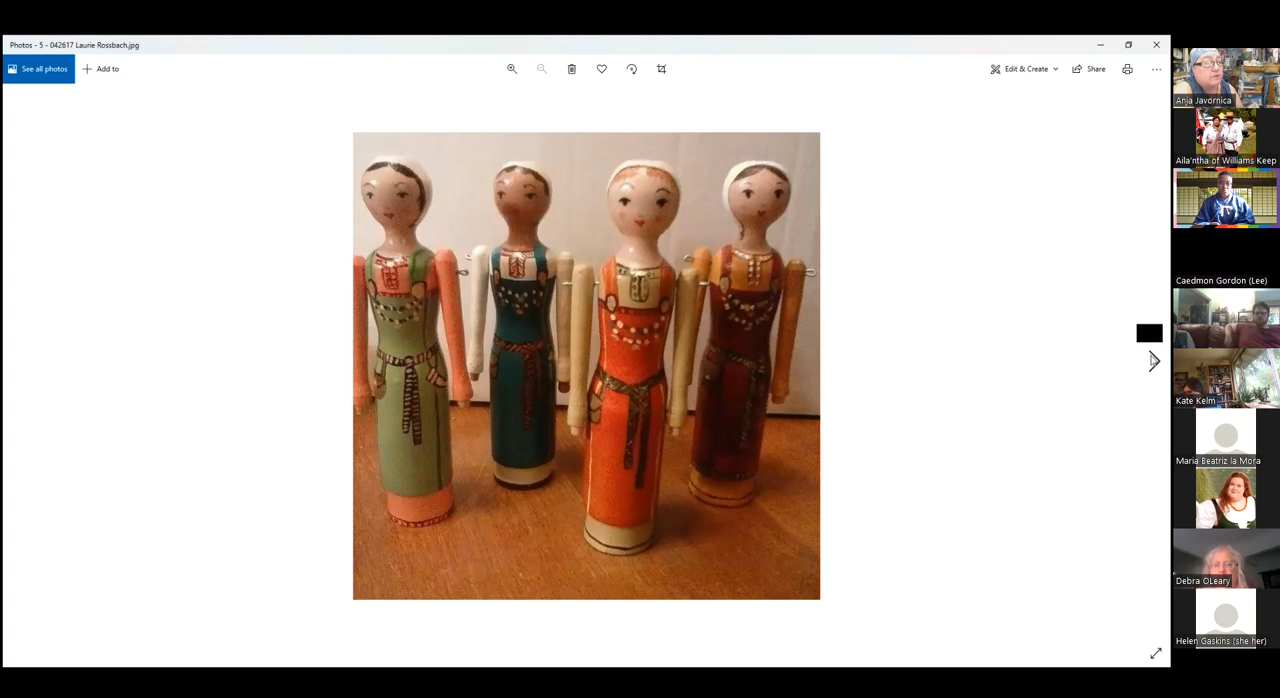 Photos - 5 - 042617 Laurie Rossbach.jpg
See all photos
Add to
Edit & Create
Share
Anja Javornica
Aila'ntha of Williams Keep
Caedmon Gordon (Lee)
Kate Kelm
Maria Beatriz la Mora
Debra OLeary
Helen Gaskins (she her)